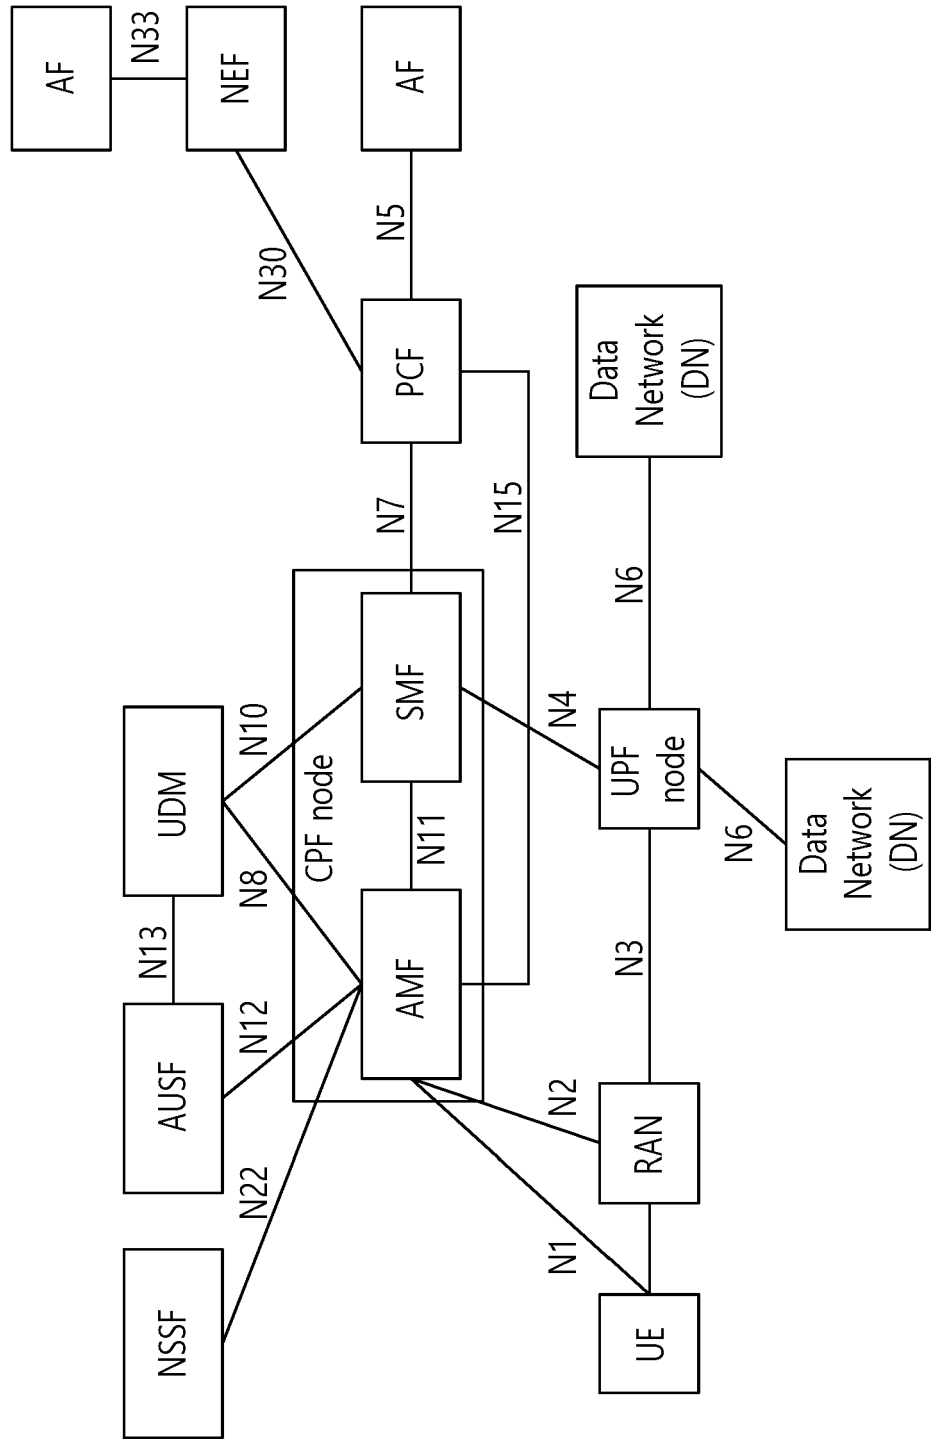 AF
N33
NEF
AF
N30
N5
NSSF
AUSF
N13
UDM
N22
N12
N8
N10
CPF node
AMF
N11
SMF
N7
PCF
N15
N1
N2
N4
UE
RAN
N3
UPF
node
N6
Data
Network
(DN)
N6
Data
Network
(DN)